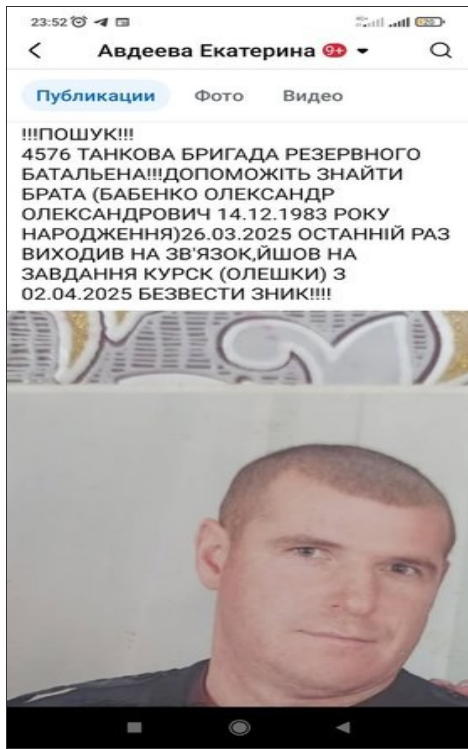 23:52
Авдеева Екатерина 9+
Публикации Фото Видео
!!!ПОШУК!!!
4576 ТАНКОВА БРИГАДА РЕЗЕРВНОГО
БАТАЛЬЕНА!!!ДОПОМОЖІТЬ ЗНАЙТИ
БРАТА (БАБЕНКО ОЛЕКСАНДР
ОЛЕКСАНДРОВИЧ 14.12.1983 РОКУ
НАРОДЖЕННЯ)26.03.2025 ОСТАННІЙ РАЗ
ВИХОДИВ НА ЗВ'ЯЗОК,ЙШОВ НА
ЗАВДАННЯ КУРСК (ОЛЕШКИ) З
02.04.2025 БЕЗВЕСТИ ЗНИК!!!!